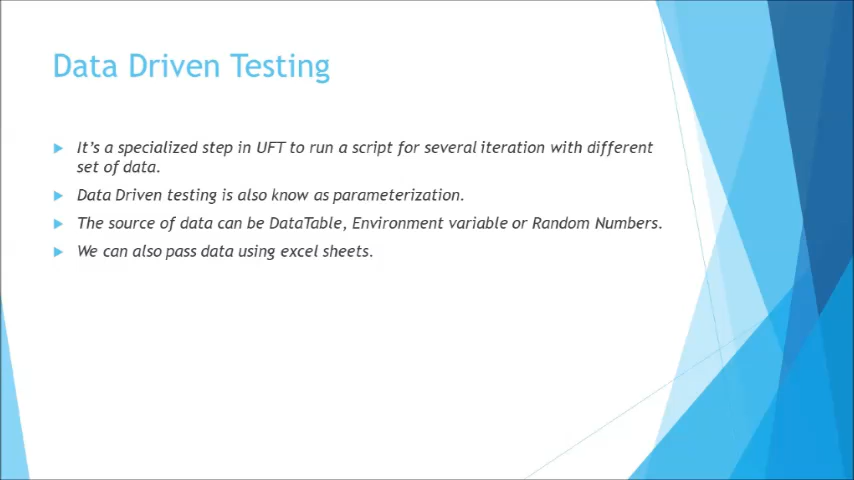 Data Driven Testing
It's a specialized step in UFT to run a script for several iteration with different
set of data.
Data Driven testing is also know as parameterization.
The source of data can be DataTable, Environment variable or Random Numbers.
We can also pass data using excel sheets.